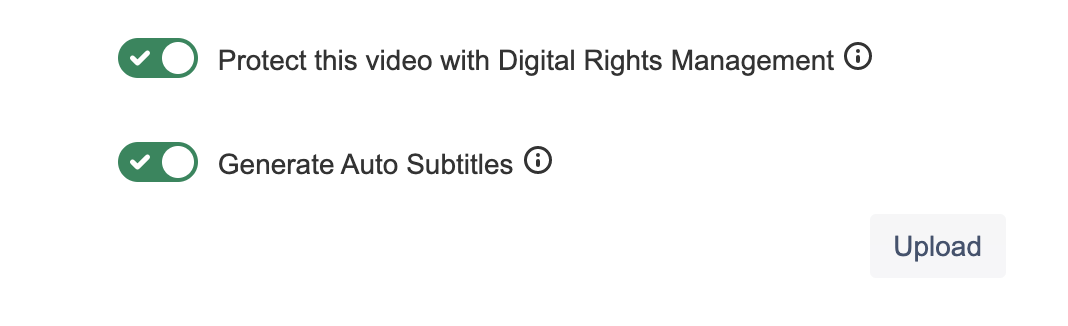 Protect this video with Digital Rights Management
Generate Auto Subtitles
Upload